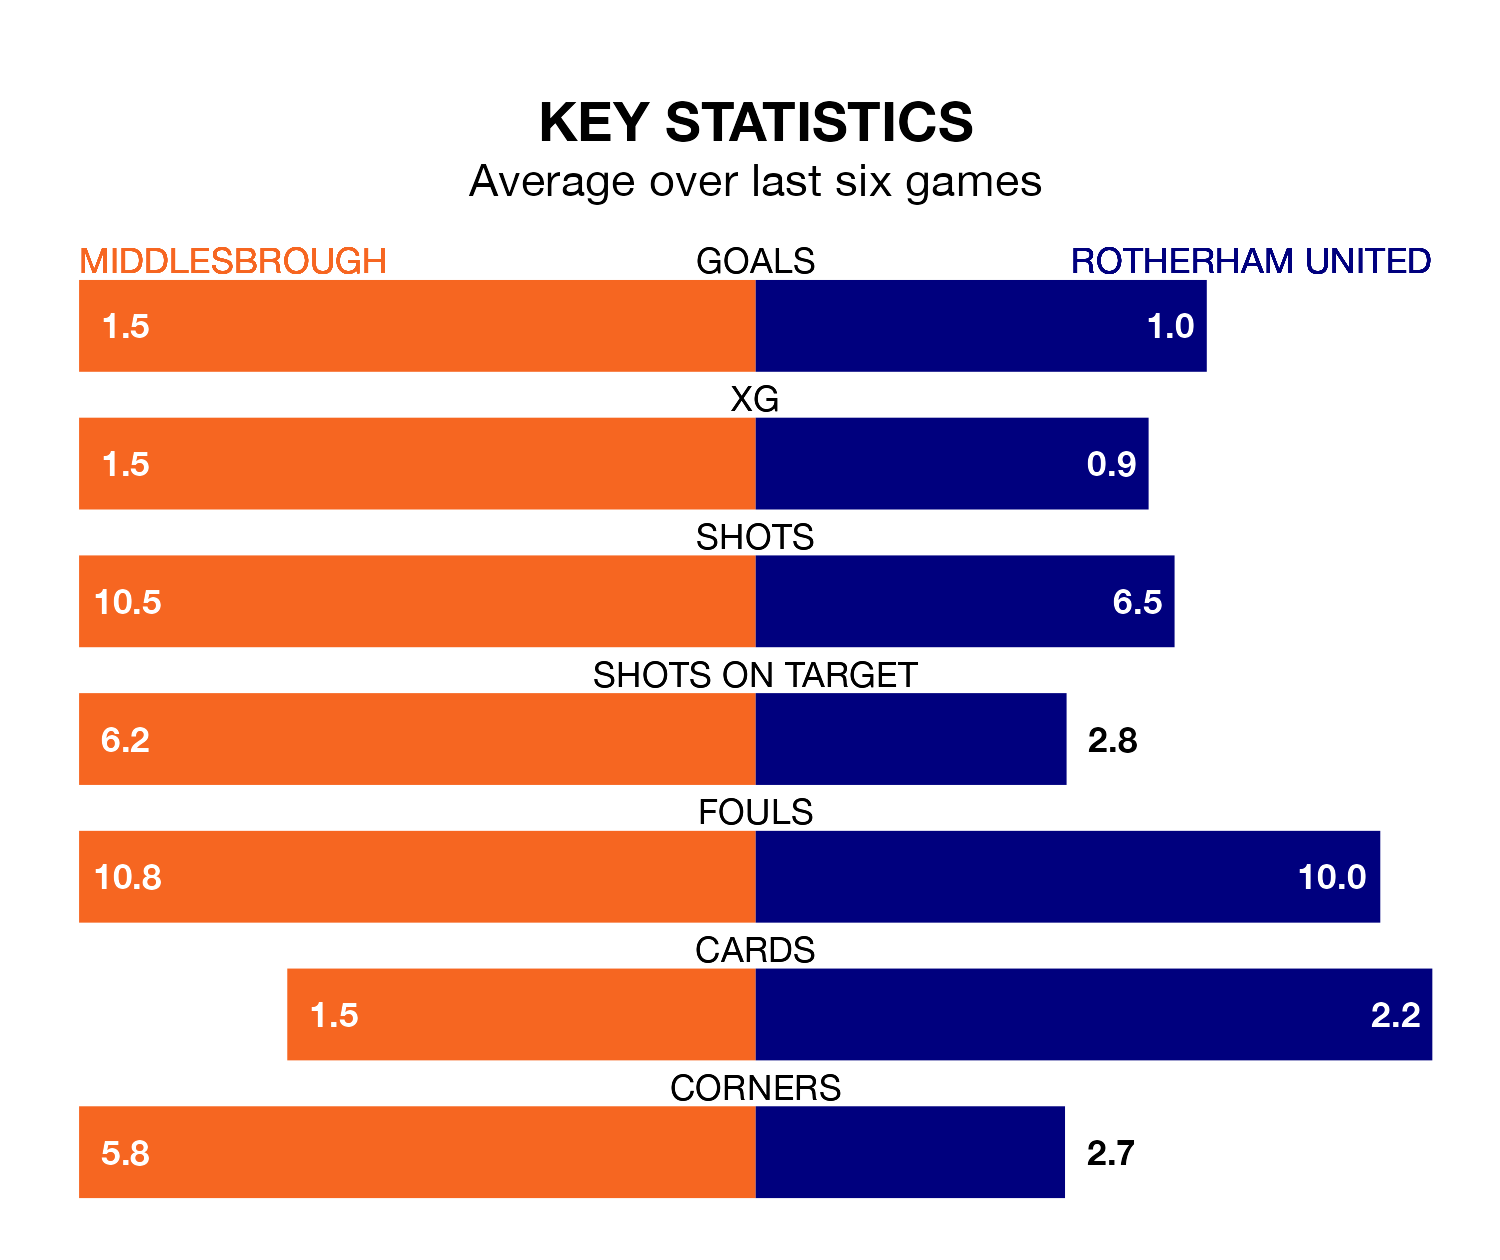 KEY STATISTICS
Average over last six games
MIDDLESBROUGH GOALS ROTHERHAM UNITED
1.5 1.0
XG
1.5 0.9
SHOTS
10.5 6.5
SHOTS ON TARGET
6.2 2.8
FOULS
10.8 10.0
CARDS
1.5 2.2
CORNERS
5.8 2.7